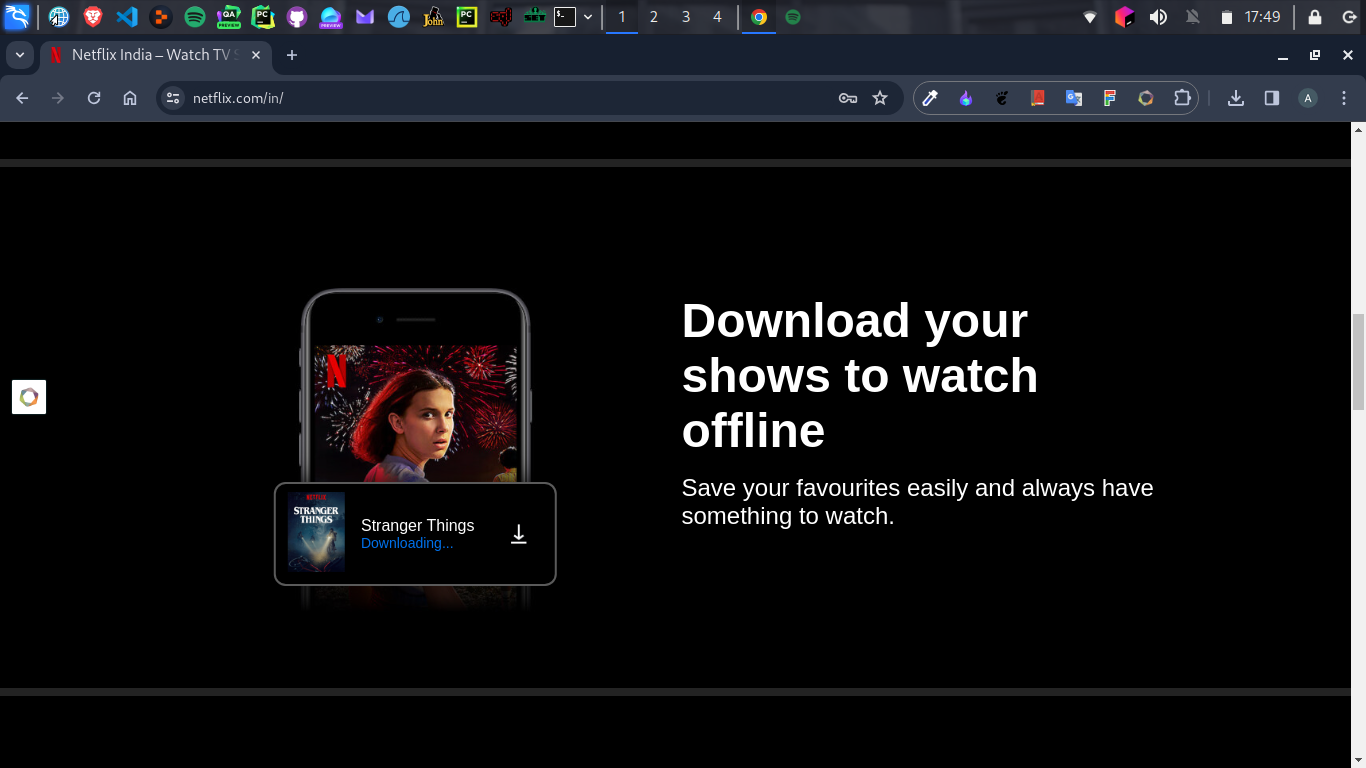 1 2 3 4 17:49
Netflix India – Watch TV S
netflix.com/in/
A
Download your
shows to watch
offline
Save your favourites easily and always have
something to watch.
N
NETFLIX
STRANGER
THINGS
Stranger Things
Downloading...